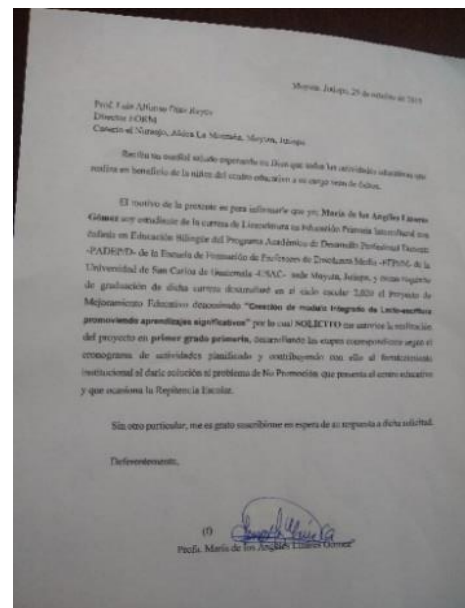 Moyuta, Jutiapa, 25 de octubre de 2019
Prof. Luis Alfonso Reyes
Director EORM
Caserío el Naranjo, Aldea La Montaña, Moyuta, Jutiapa.
Reciba un cordial saludo esperando en Dios que todas las actividades educativas que
realiza en beneficio de la niñez del centro educativo a su cargo sean de éxitos.
El motivo de la presente es para informarle que yo; María de los Angeles Linares
Gómez soy estudiante de la carrera de Licenciatura en Educación Primaria Intercultural con
énfasis en Educación Bilingüe del Programa Académico de Desarrollo Profesional Docente
-PADEP/D- de la Escuela de Formación de Profesores de Enseñanza Media -EFPEM- de la
Universidad de San Carlos de Guatemala -USAC- sede Moyuta, Jutiapa, y como requisito
de graduación de dicha carrera desarrollaré en el ciclo escolar 2,020 el Proyecto de
Mejoramiento Educativo denominado "Creación de módulo Integrado de Lecto-escritura
promoviendo aprendizajes significativos" por lo cual SOLICITO me autorice la realización
del proyecto en primer grado primaria, desarrollando las etapas correspondientes según el
cronograma de actividades planificado y contribuyendo con ello al fortalecimiento
institucional al darle solución al problema de No Promoción que presenta el centro educativo
y que ocasiona la Repitencia Escolar.
Sin otro particular, me es grato suscribirme en espera de su respuesta a dicha solicitud.
Deferentemente,
(f)
Profa. María de los Angeles Linares Gómez